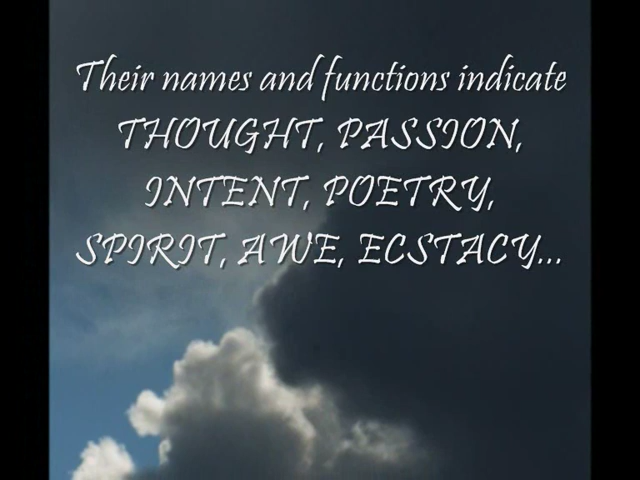 Their names and functions indicate
THOUGHT, PASSION,
INTENT, POETRY,
SPIRIT, AWE, ECSTACY...